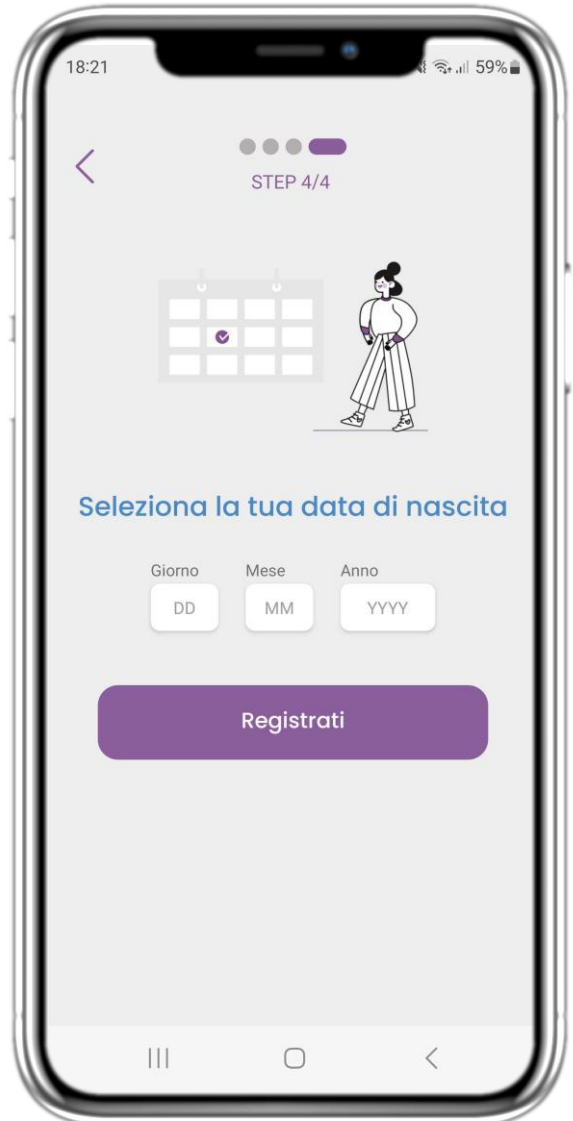 18:21
59%
STEP 4/4
Seleziona la tua data di nascita
Giorno Mese Anno
DD MM YYYY
Registrati